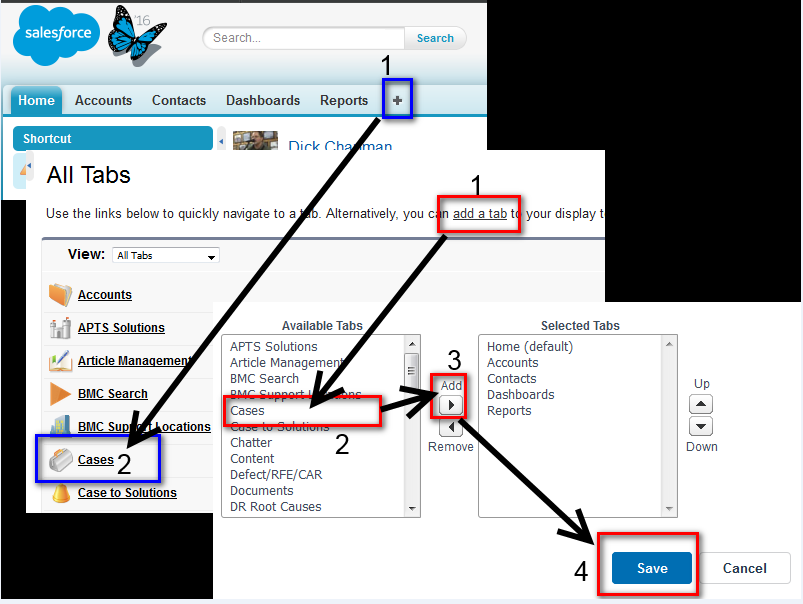 salesforce
'16
Search...
Search
1
Home
Accounts
Contacts
Dashboards
Reports
+
Shortcut
Dick Chapman
All Tabs
1
Use the links below to quickly navigate to a tab. Alternatively, you can add a tab to your display t
View:
All Tabs
Accounts
APTS Solutions
Article Management
BMC Search
BMC Support Locations
Cases
2
Case to Solutions
Available Tabs
APTS Solutions
Article Management
BMC Search
BMC Support Locations
Cases
Case to Solutions
Chatter
Content
Defect/RFE/CAR
Documents
DR Root Causes
2
3
Add
Remove
Selected Tabs
Home (default)
Accounts
Contacts
Dashboards
Reports
Up
Down
4
Save
Cancel